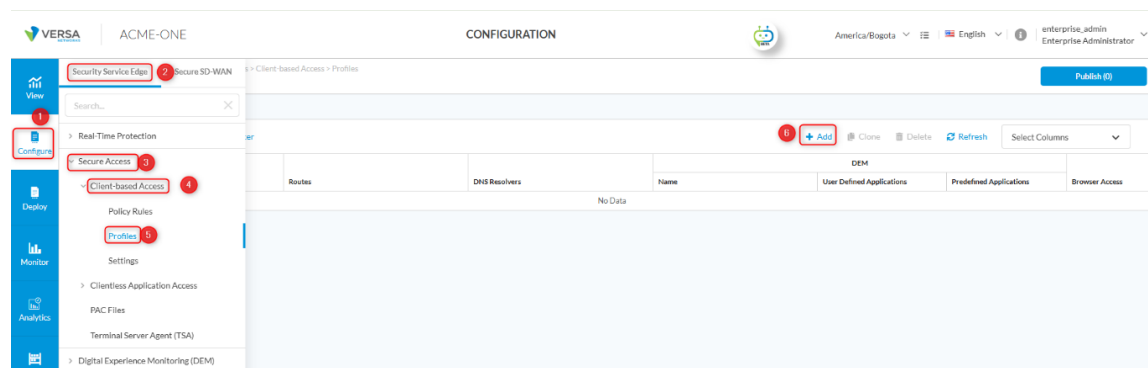 VERSA
NETWORKS
ACME-ONE
CONFIGURATION
America/Bogota
English
enterprise_admin
Enterprise Administrator
View
1
Configure
Deploy
Monitor
Analytics
Security Service Edge
2
Secure SD-WAN
Search...
> Real-Time Protection
Secure Access
3
Client-based Access
4
Policy Rules
Profiles
5
Settings
> Clientless Application Access
PAC Files
Terminal Server Agent (TSA)
> Digital Experience Monitoring (DEM)
s > Client-based Access > Profiles
Publish (0)
er
6
+ Add
Clone
Delete
Refresh
Select Columns
DEM
Routes
DNS Resolvers
Name
User Defined Applications
Predefined Applications
Browser Access
No Data